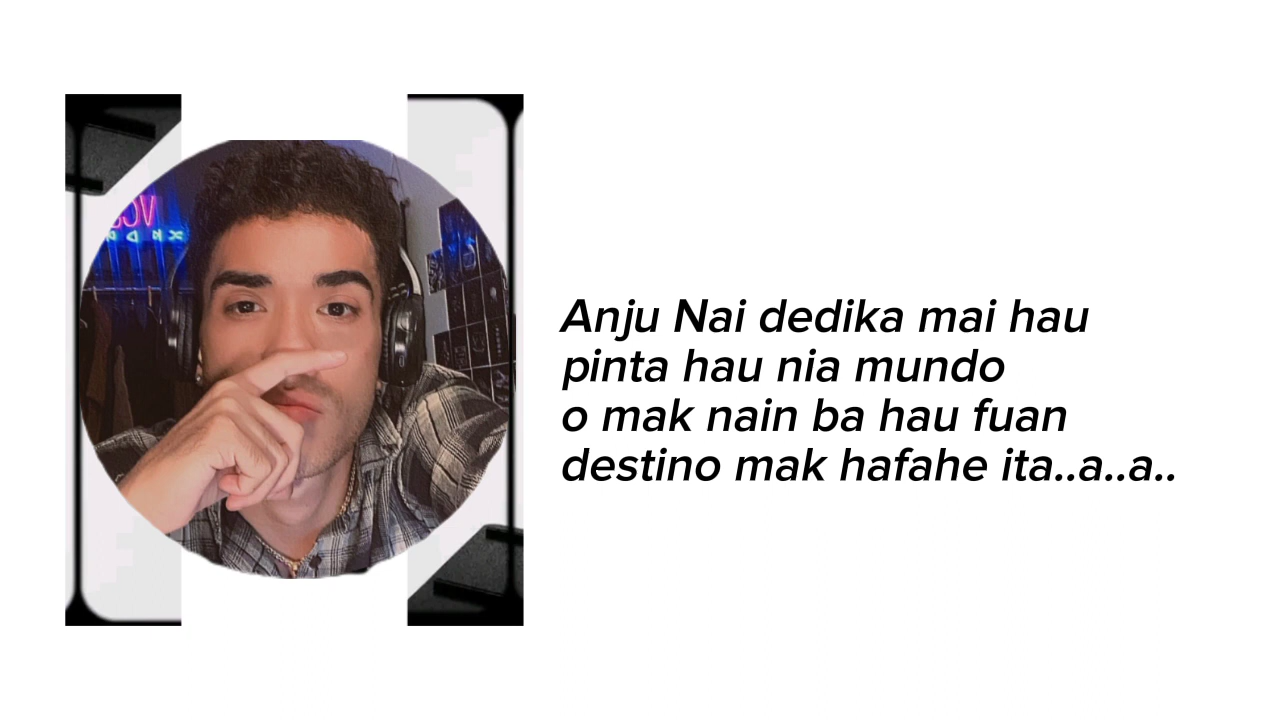 Anju Nai dedika mai hau
pinta hau nia mundo
o mak nain ba hau fuan
destino mak hafahe ita..a..a..